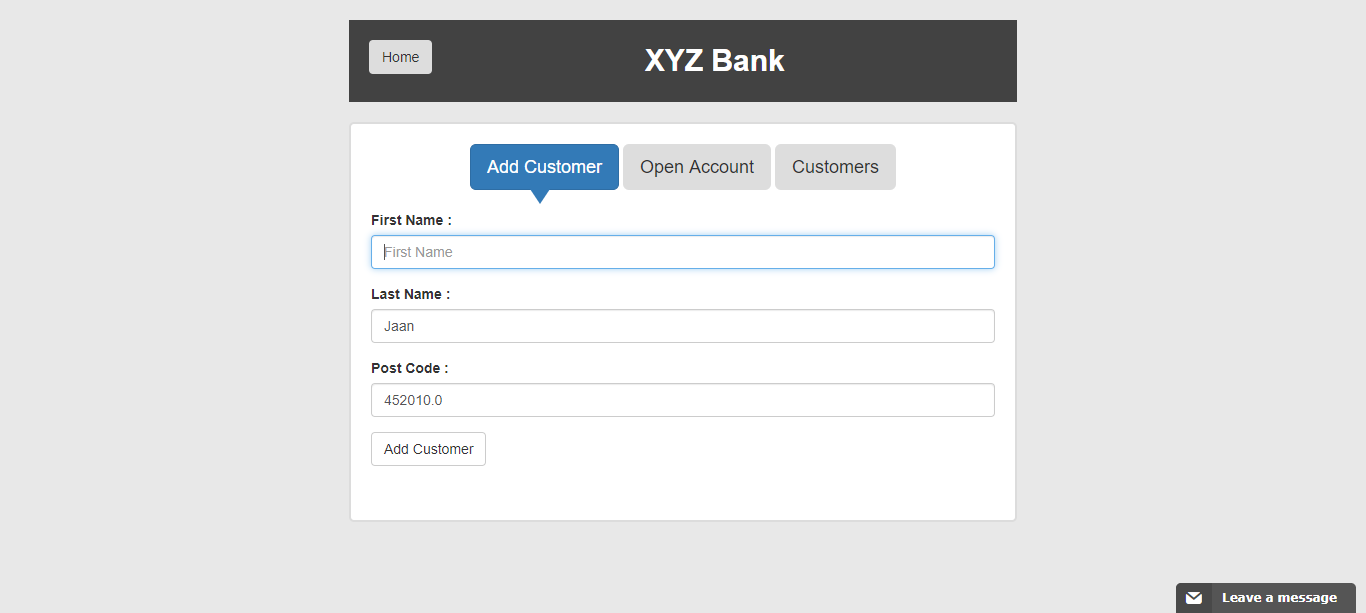 Home
XYZ Bank
Add Customer
Open Account
Customers
First Name :
First Name
Last Name :
Jaan
Post Code :
452010.0
Add Customer
Leave a message